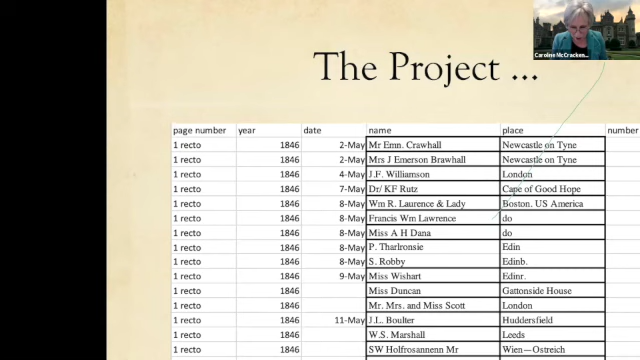 Caroline McCracken...
The Project ...
page number year date name place number
1 recto 1846 2-May Mr Emn. Crawhall Newcastle on Tyne
1 recto 1846 2-May Mrs J Emerson Brawhall Newcastle on Tyne
1 recto 1846 4-May J.F. Williamson London
1 recto 1846 7-May Dr/ KF Rutz Cape of Good Hope
1 recto 1846 8-May Wm R. Laurence & Lady Boston. US America
1 recto 1846 8-May Francis Wm Lawrence do
1 recto 1846 8-May Miss A H Dana do
1 recto 1846 8-May P. Tharlronsie Edin
1 recto 1846 8-May S. Robby Edinb.
1 recto 1846 9-May Miss Wishart Edinr.
1 recto 1846 Miss Duncan Gattonside House
1 recto 1846 Mr. Mrs. and Miss Scott London
1 recto 1846 11-May J.L. Boulter Huddersfield
1 recto 1846 W.S. Marshall Leeds
1 recto 1846 SW Holfrosannenn Mr Wien—Ostreich